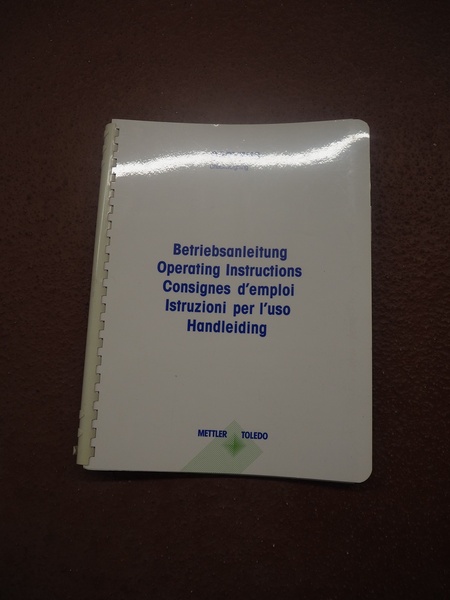 Betriebsanleitung
Operating Instructions
Consignes d'emploi
Istruzioni per l'uso
Handleiding
METTLER TOLEDO